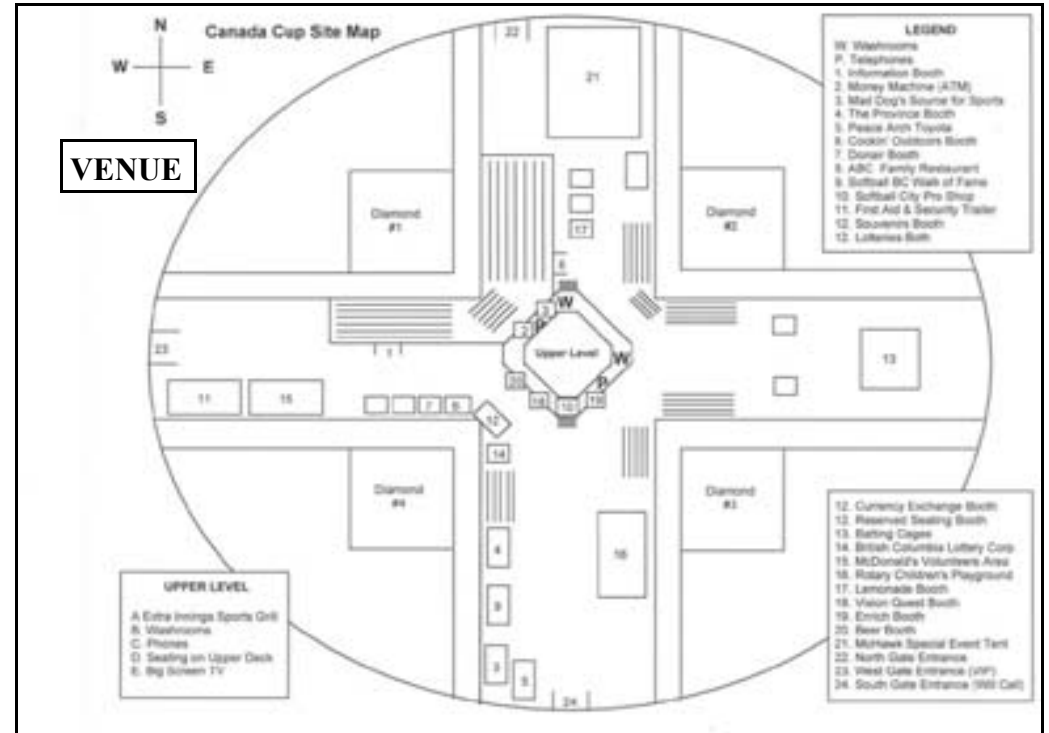 N
Canada Cup Site Map
W
E
S
VENUE
22
21
LEGEND
W. Washrooms
P. Telephones
1. Information Booth
2. Money Machine (ATM)
3. Mad Dog's Source for Sports
4. The Province Booth
5. Peace Arch Toyota
6. Cookin' Outdoors Booth
7. Donair Booth
8. ABC Family Restaurant
9. Softball BC Walk of Fame
10. Softball City Pro Shop
11. First Aid & Security Trailer
12. Souvenirs Booth
12. Lotteries Both
Diamond
#1
Diamond
#2
17
W
P
2
Upper Level
W
P
23
1
13
11
15
7
20
18
10
19
12
14
Diamond
#4
Diamond
#3
4
16
24
UPPER LEVEL
A Extra Innings Sports Grill
B. Washrooms
C. Phones
D. Seating on Upper Deck
E. Big Screen TV
12. Currency Exchange Booth
12. Reserved Seating Booth
13. Batting Cages
14. British Columbia Lottery Corp
15. McDonald's Volunteers Area
16. Rotary Children's Playground
17. Lemonade Booth
18. Vision Quest Booth
19. Enrich Booth
20. Beer Booth
21. McHawk Special Event Tent
22. North Gate Entrance
23. West Gate Entrance (VIP)
24. South Gate Entrance (Will Call)